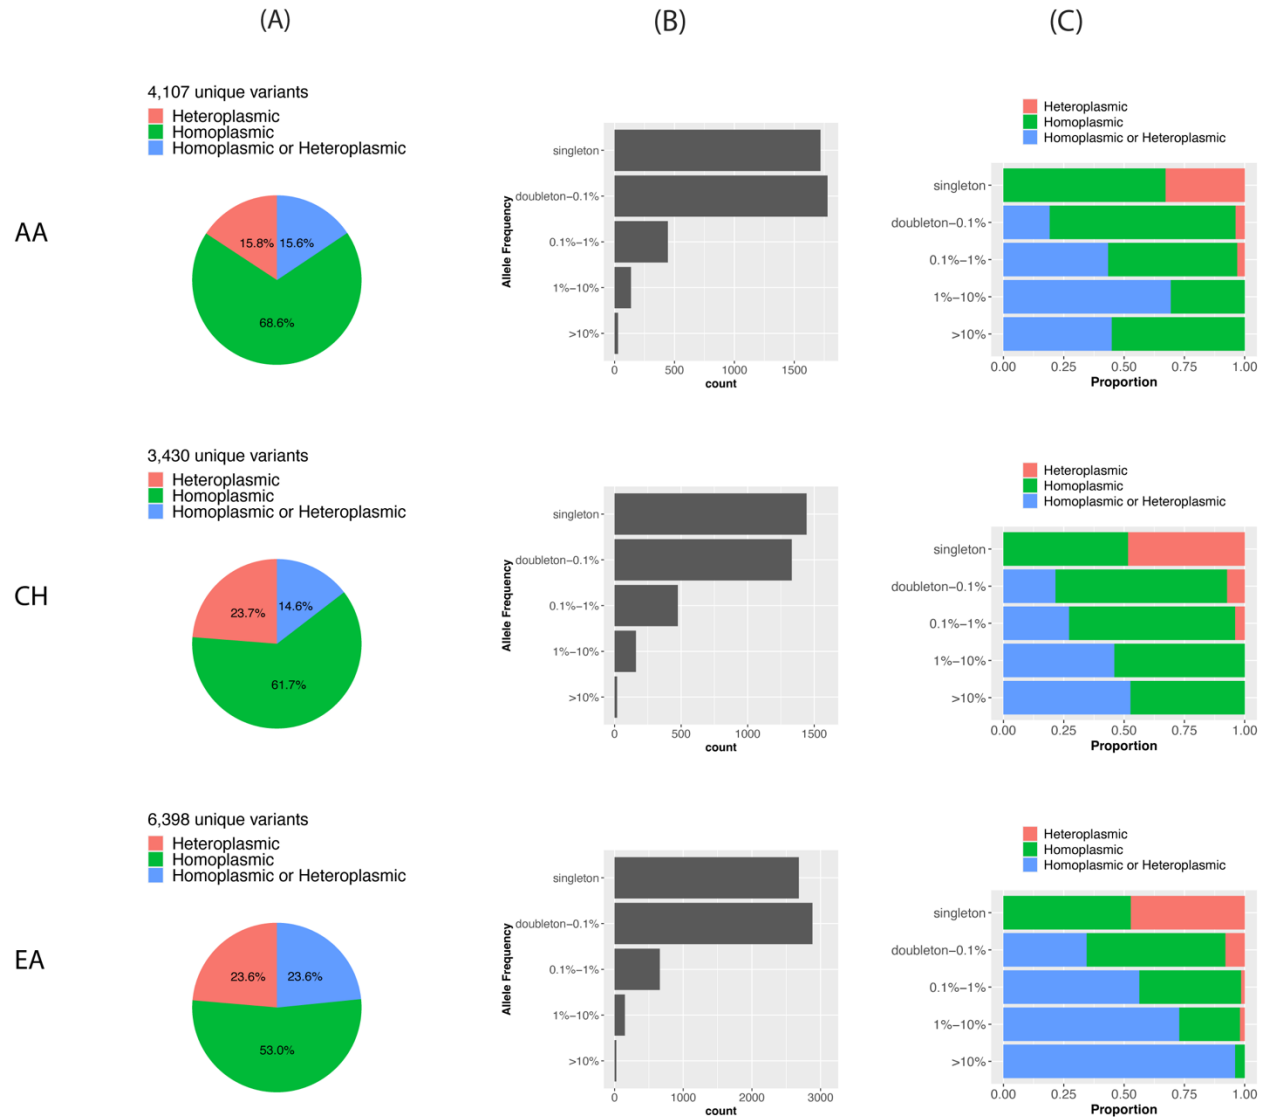 (A)
(B)
(C)
AA
4,107 unique variants
Heteroplasmic
Homoplasmic
Homoplasmic or Heteroplasmic
15.8%
15.6%
68.6%
Allele Frequency
singleton
doubleton−0.1%
0.1%−1%
1%−10%
>10%
0
500
1000
1500
count
Heteroplasmic
Homoplasmic
Homoplasmic or Heteroplasmic
singleton
doubleton−0.1%
0.1%−1%
1%−10%
>10%
0.00
0.25
0.50
0.75
1.00
Proportion
CH
3,430 unique variants
Heteroplasmic
Homoplasmic
Homoplasmic or Heteroplasmic
23.7%
14.6%
61.7%
Allele Frequency
singleton
doubleton−0.1%
0.1%−1%
1%−10%
>10%
0
500
1000
1500
count
Heteroplasmic
Homoplasmic
Homoplasmic or Heteroplasmic
singleton
doubleton−0.1%
0.1%−1%
1%−10%
>10%
0.00
0.25
0.50
0.75
1.00
Proportion
EA
6,398 unique variants
Heteroplasmic
Homoplasmic
Homoplasmic or Heteroplasmic
23.6%
23.6%
53.0%
Allele Frequency
singleton
doubleton−0.1%
0.1%−1%
1%−10%
>10%
0
1000
2000
3000
count
Heteroplasmic
Homoplasmic
Homoplasmic or Heteroplasmic
singleton
doubleton−0.1%
0.1%−1%
1%−10%
>10%
0.00
0.25
0.50
0.75
1.00
Proportion